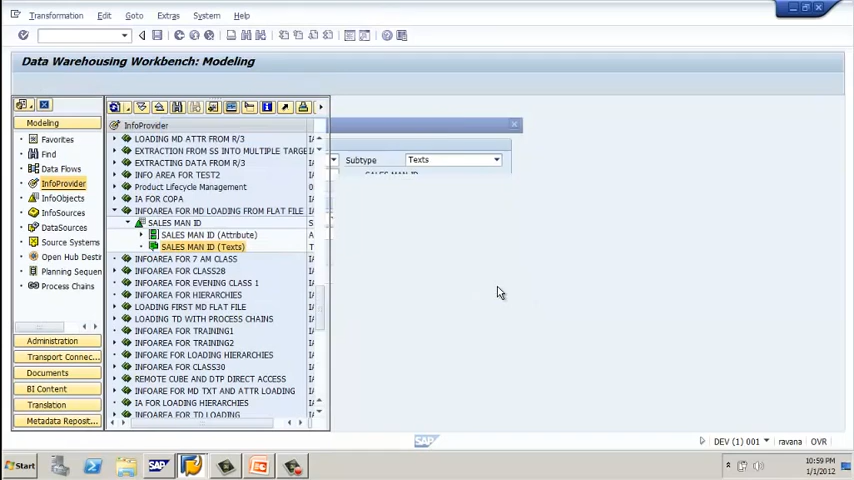 Transformation Edit Goto Extras System Help
Data Warehousing Workbench: Modeling
Modeling
Favorites
Find
Data Flows
InfoProvider
InfoObjects
InfoSources
DataSources
Source Systems
Open Hub Destir
Planning Sequen
Process Chains
Administration
Transport Connec...
Documents
BI Content
Translation
Metadata Reposit...
InfoProvider
LOADING MD ATTR FROM R/3
EXTRACTION FROM SS INTO MULTIPLE TARGE
EXTRACTING DATA FROM R/3
INFO AREA FOR TEST2
Product Lifecycle Management 0
IA FOR COPA
INFOAREA FOR MD LOADING FROM FLAT FILE
SALES MAN ID S
SALES MAN ID (Attribute) A
SALES MAN ID (Texts) T
INFOAREA FOR 7 AM CLASS
INFOAREA FOR CLASS28
INFOAREA FOR EVENING CLASS 1
INFOAREA FOR HIERARCHIES
LOADING FIRST MD FLAT FILE
LOADING TD WITH PROCESS CHAINS
INFOARE FOR TRAINING1
INFOAREA FOR TRAINING2
INFOARE FOR LOADING HIERARCHIES
INFOAREA FOR CLASS30
REMOTE CUBE AND DTP DIRECT ACCESS
INFOARE FOR MD TXT AND ATTR LOADING
IA FOR LOADING HIERARCHIES
INFOAREA FOR TD LOADING
Subtype Texts
SALES MAN ID
SAP
DEV (1) 001 ravana OVR
Start SAP
10:59 PM
1/1/2012